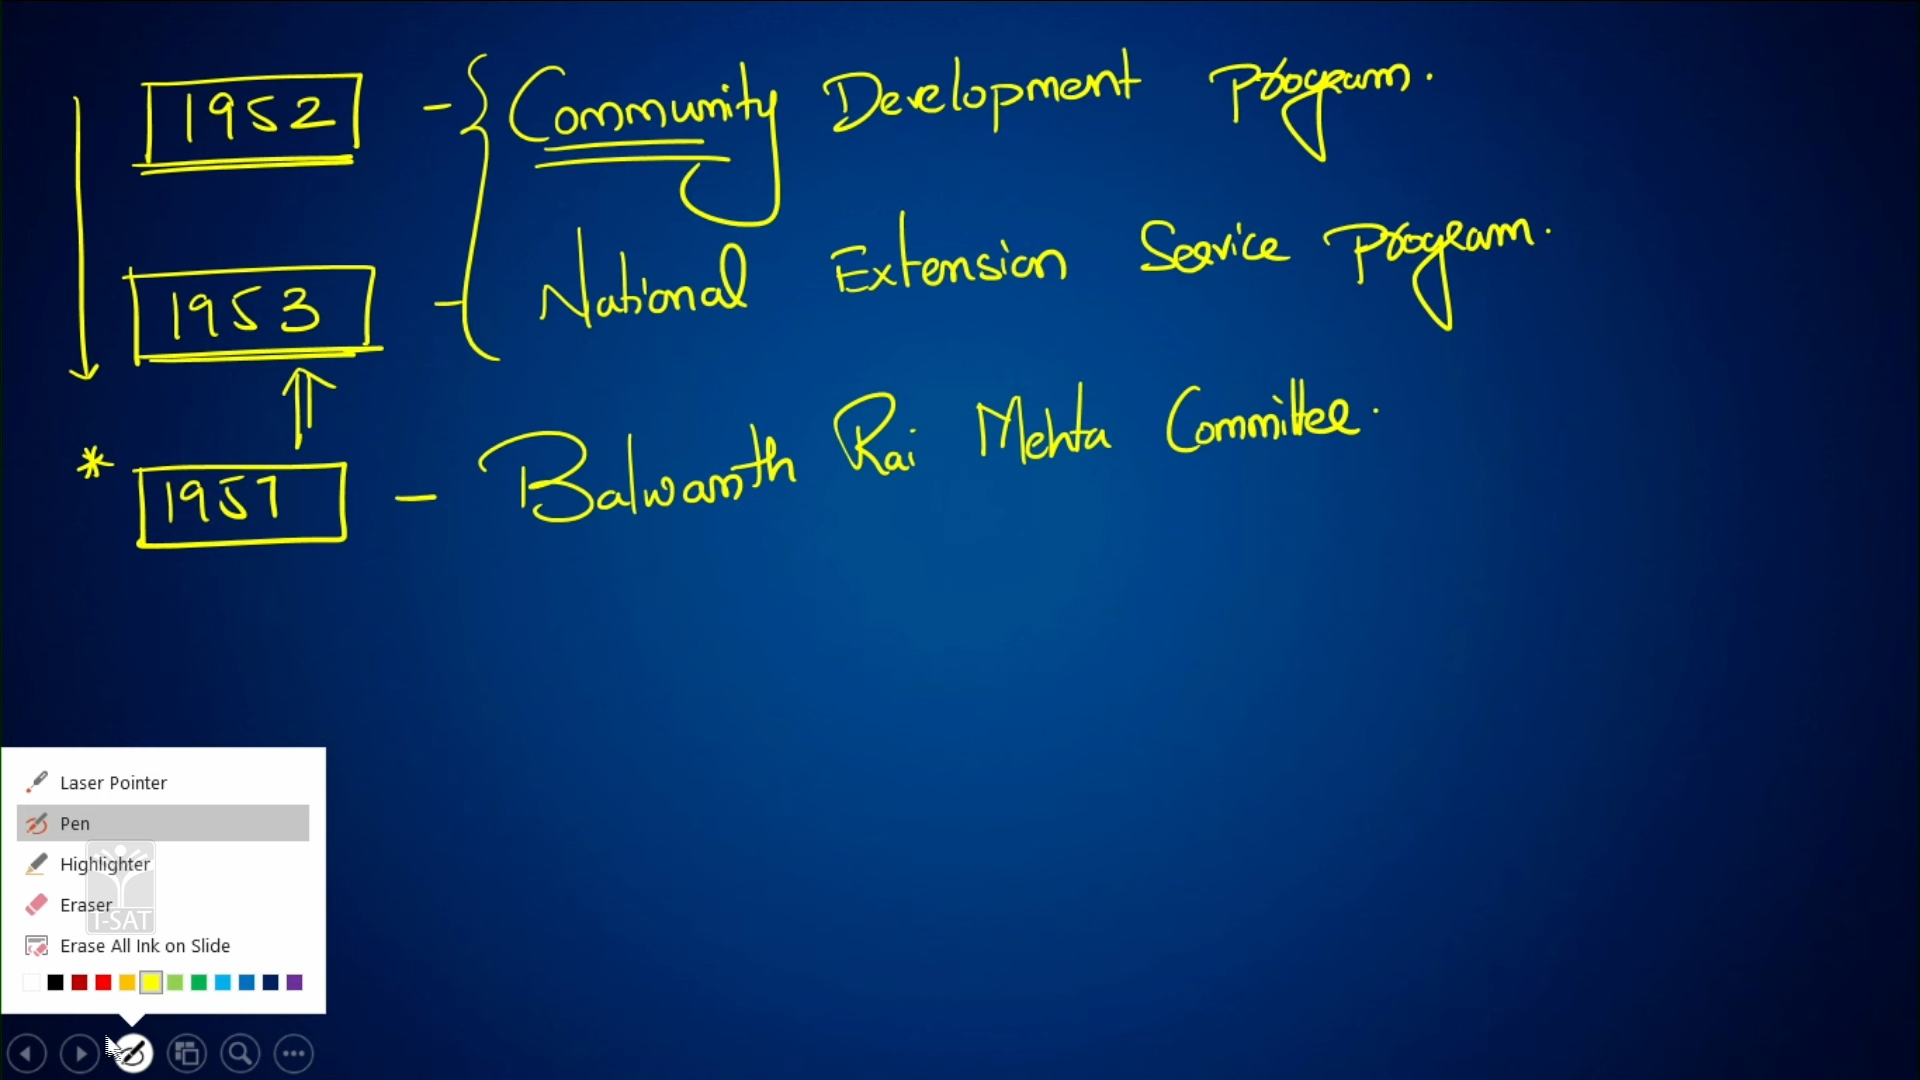 1952 - { Community Development Program.
1953 - National Extension Service Program.
* 1957 - Balwanth Rai Mehta Committee.
Laser Pointer
Pen
Highlighter
Eraser
T-SAT
Erase All Ink on Slide